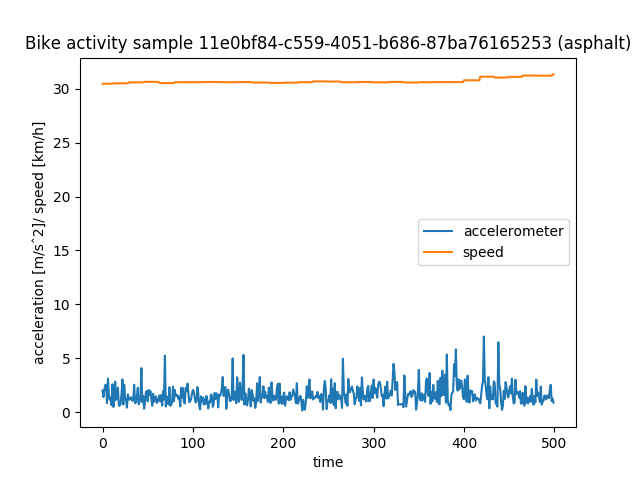 Bike activity sample 11e0bf84-c559-4051-b686-87ba76165253 (asphalt)
acceleration [m/s^2]/ speed [km/h]
30
25
20
15
10
5
0
accelerometer
speed
0 100 200 300 400 500
time